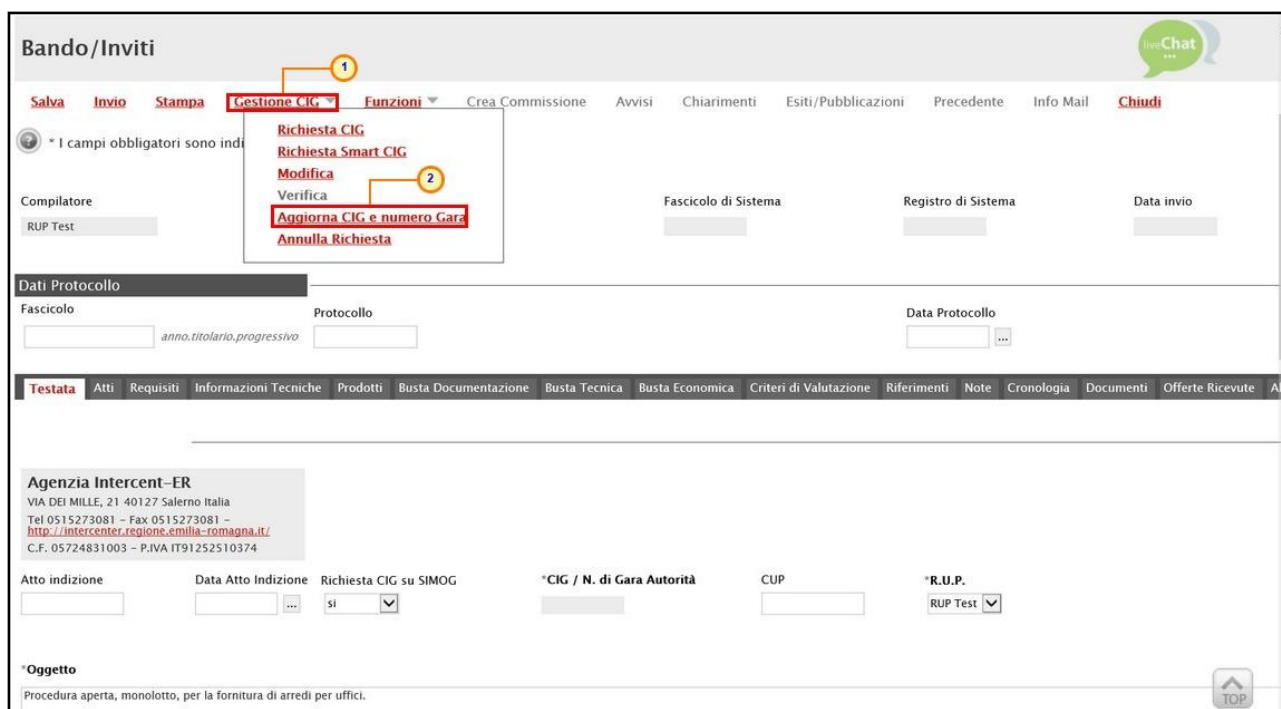 Bando/Inviti
liveChat
1
Salva Invio Stampa Gestione CIG Funzioni Crea Commissione Avvisi Chiarimenti Esiti/Pubblicazioni Precedente Info Mail Chiudi
Richiesta CIG
* I campi obbligatori sono indi
Richiesta Smart CIG
Modifica
2
Verifica
Compilatore Fascicolo di Sistema Registro di Sistema Data invio
Aggiorna CIG e numero Gara
RUP Test
Annulla Richiesta
Dati Protocollo
Fascicolo Protocollo Data Protocollo
anno.titolario.progressivo ...
Testata Atti Requisiti Informazioni Tecniche Prodotti Busta Documentazione Busta Tecnica Busta Economica Criteri di Valutazione Riferimenti Note Cronologia Documenti Offerte Ricevute
Agenzia Intercent-ER
VIA DEI MILLE, 21 40127 Salerno Italia
Tel 0515273081 - Fax 0515273081 -
http://intercenter.regione.emilia-romagna.it/
C.F. 05724831003 - P.IVA IT91252510374
Atto indizione Data Atto Indizione Richiesta CIG su SIMOG *CIG / N. di Gara Autorità CUP *R.U.P.
... si RUP Test
*Oggetto
Procedura aperta, monolotto, per la fornitura di arredi per uffici.
TOP